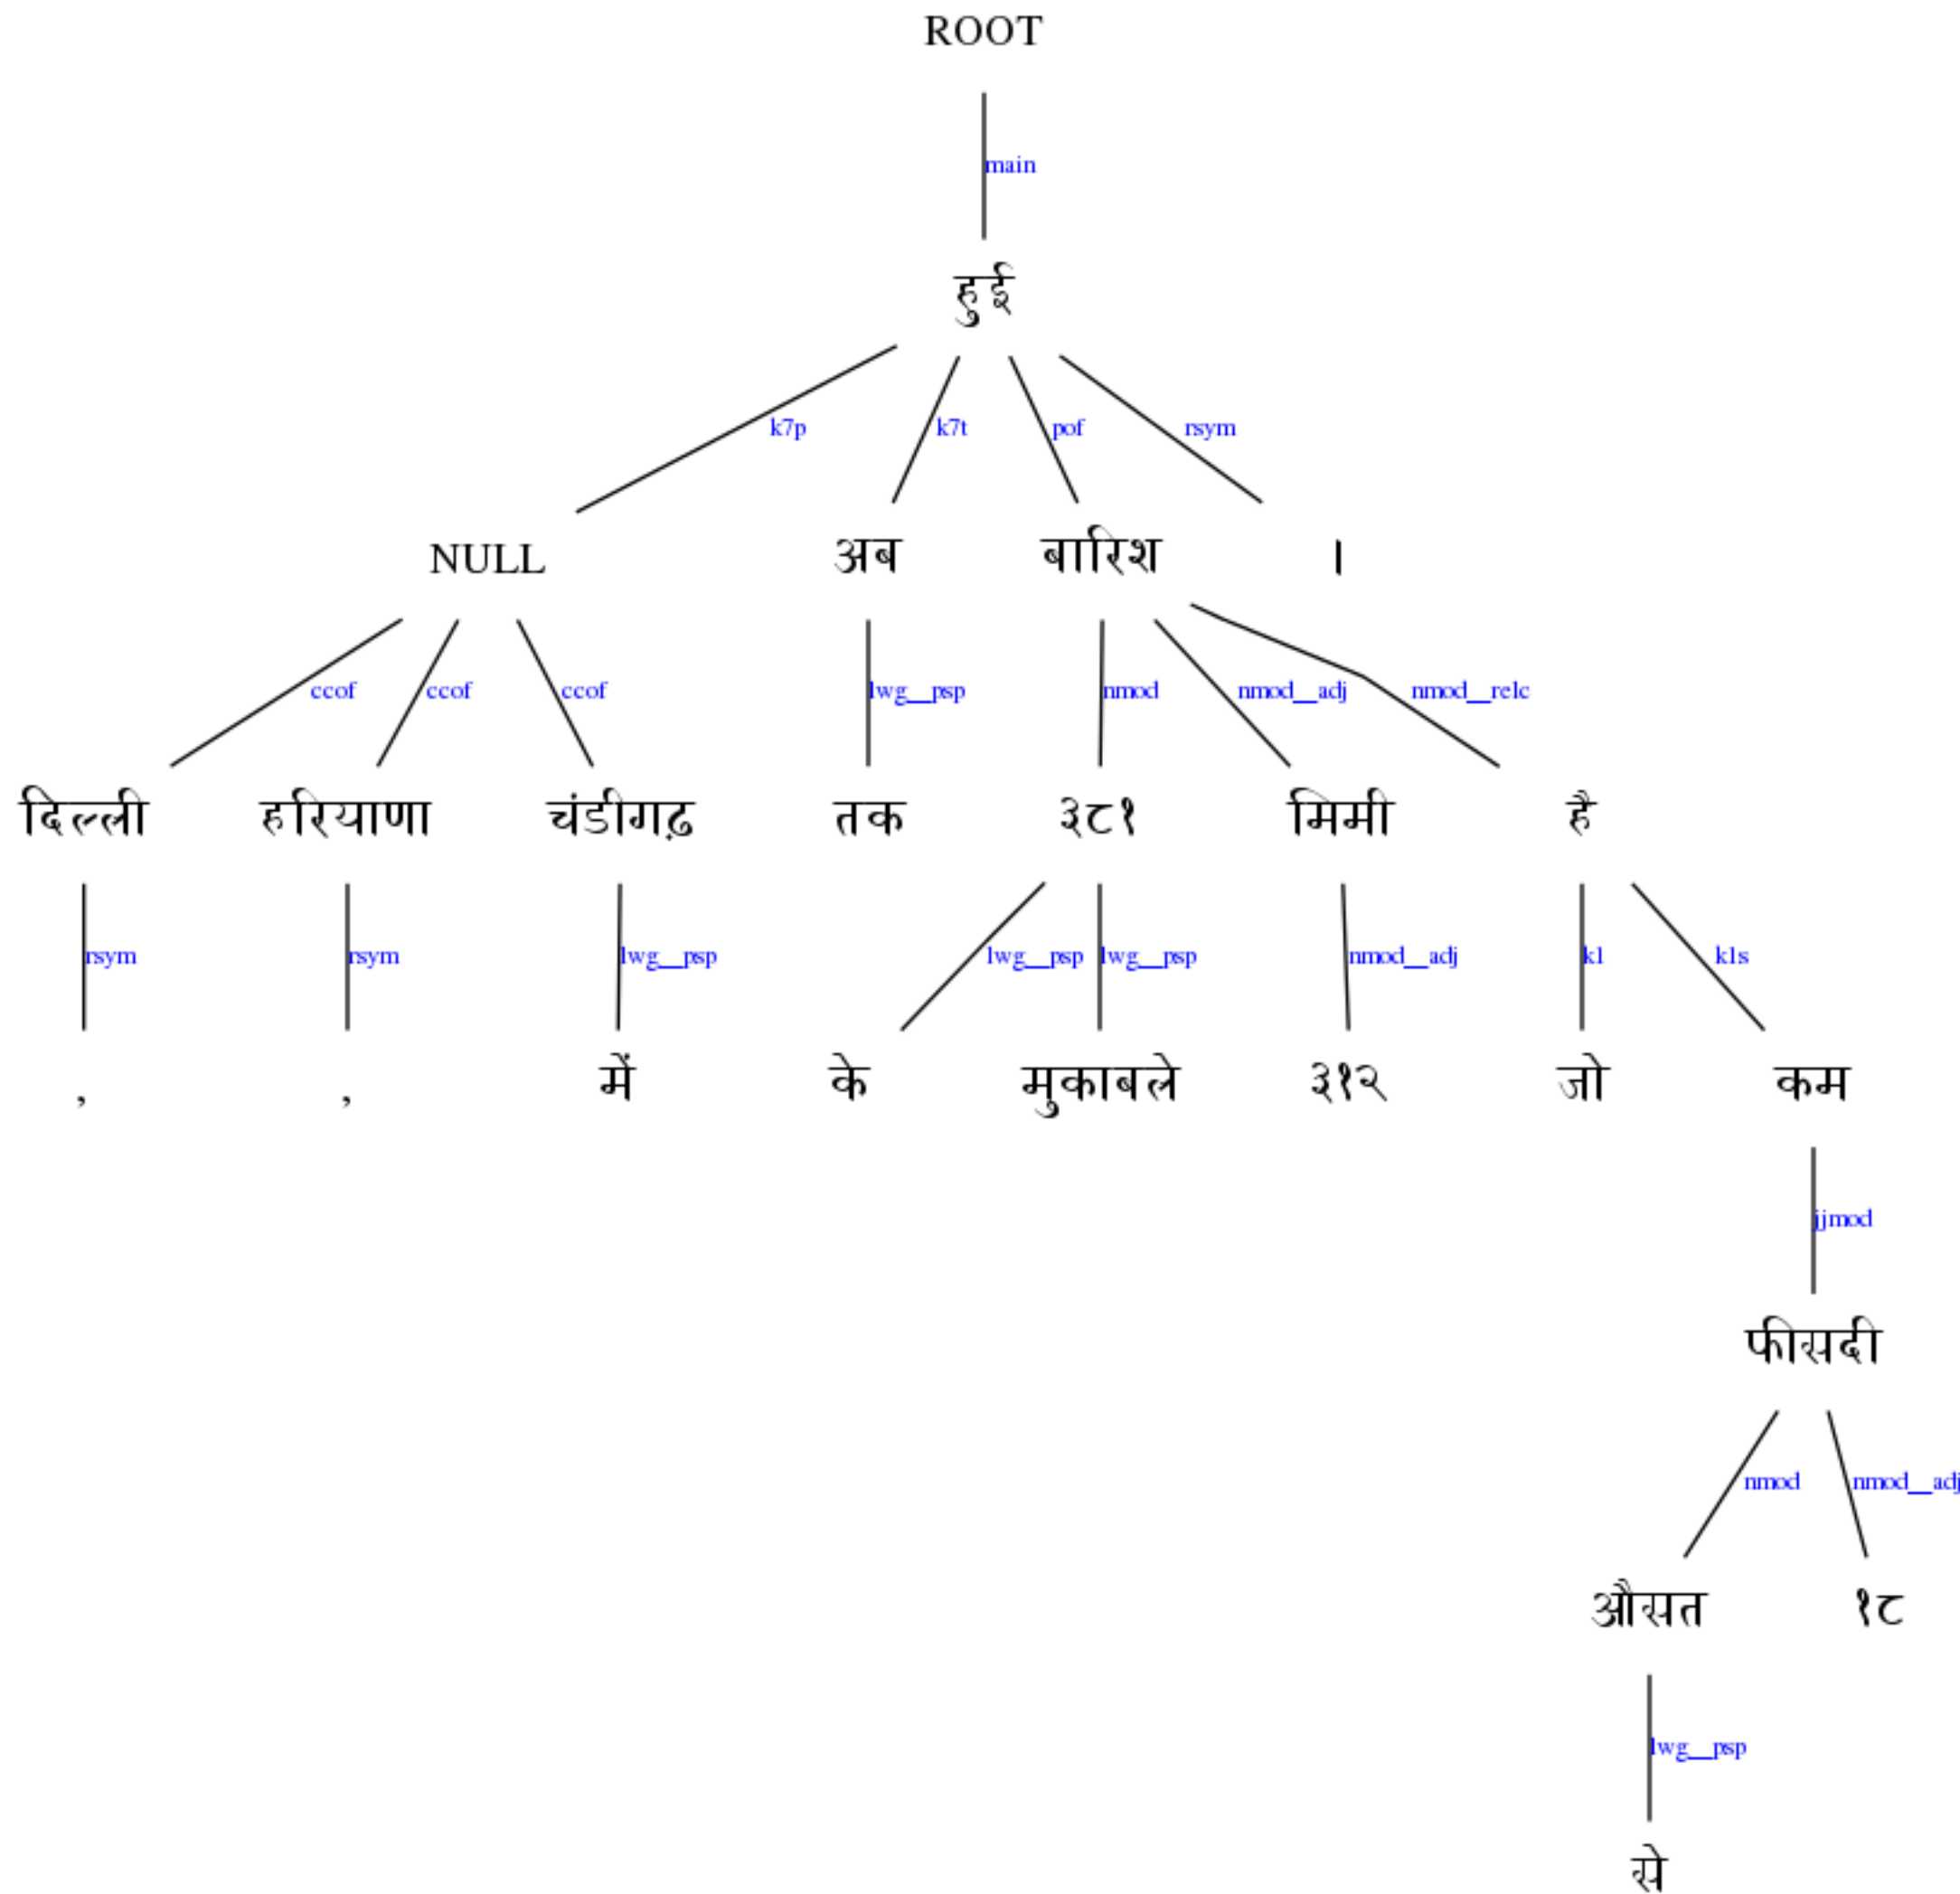 ROOT
main
हुई
k7p k7t pof rsym
NULL अब बारिश ।
ccof ccof ccof lwg__psp nmod nmod__adj nmod__relc
दिल्ली हरियाणा चंडीगढ़ तक ३८१ मिमी है
rsym rsym lwg__psp lwg__psp lwg__psp nmod__adj k1 k1s
, , में के मुकाबले ३१२ जो कम
jjmod
फीसदी
nmod nmod__adj
औसत १८
lwg__psp
से